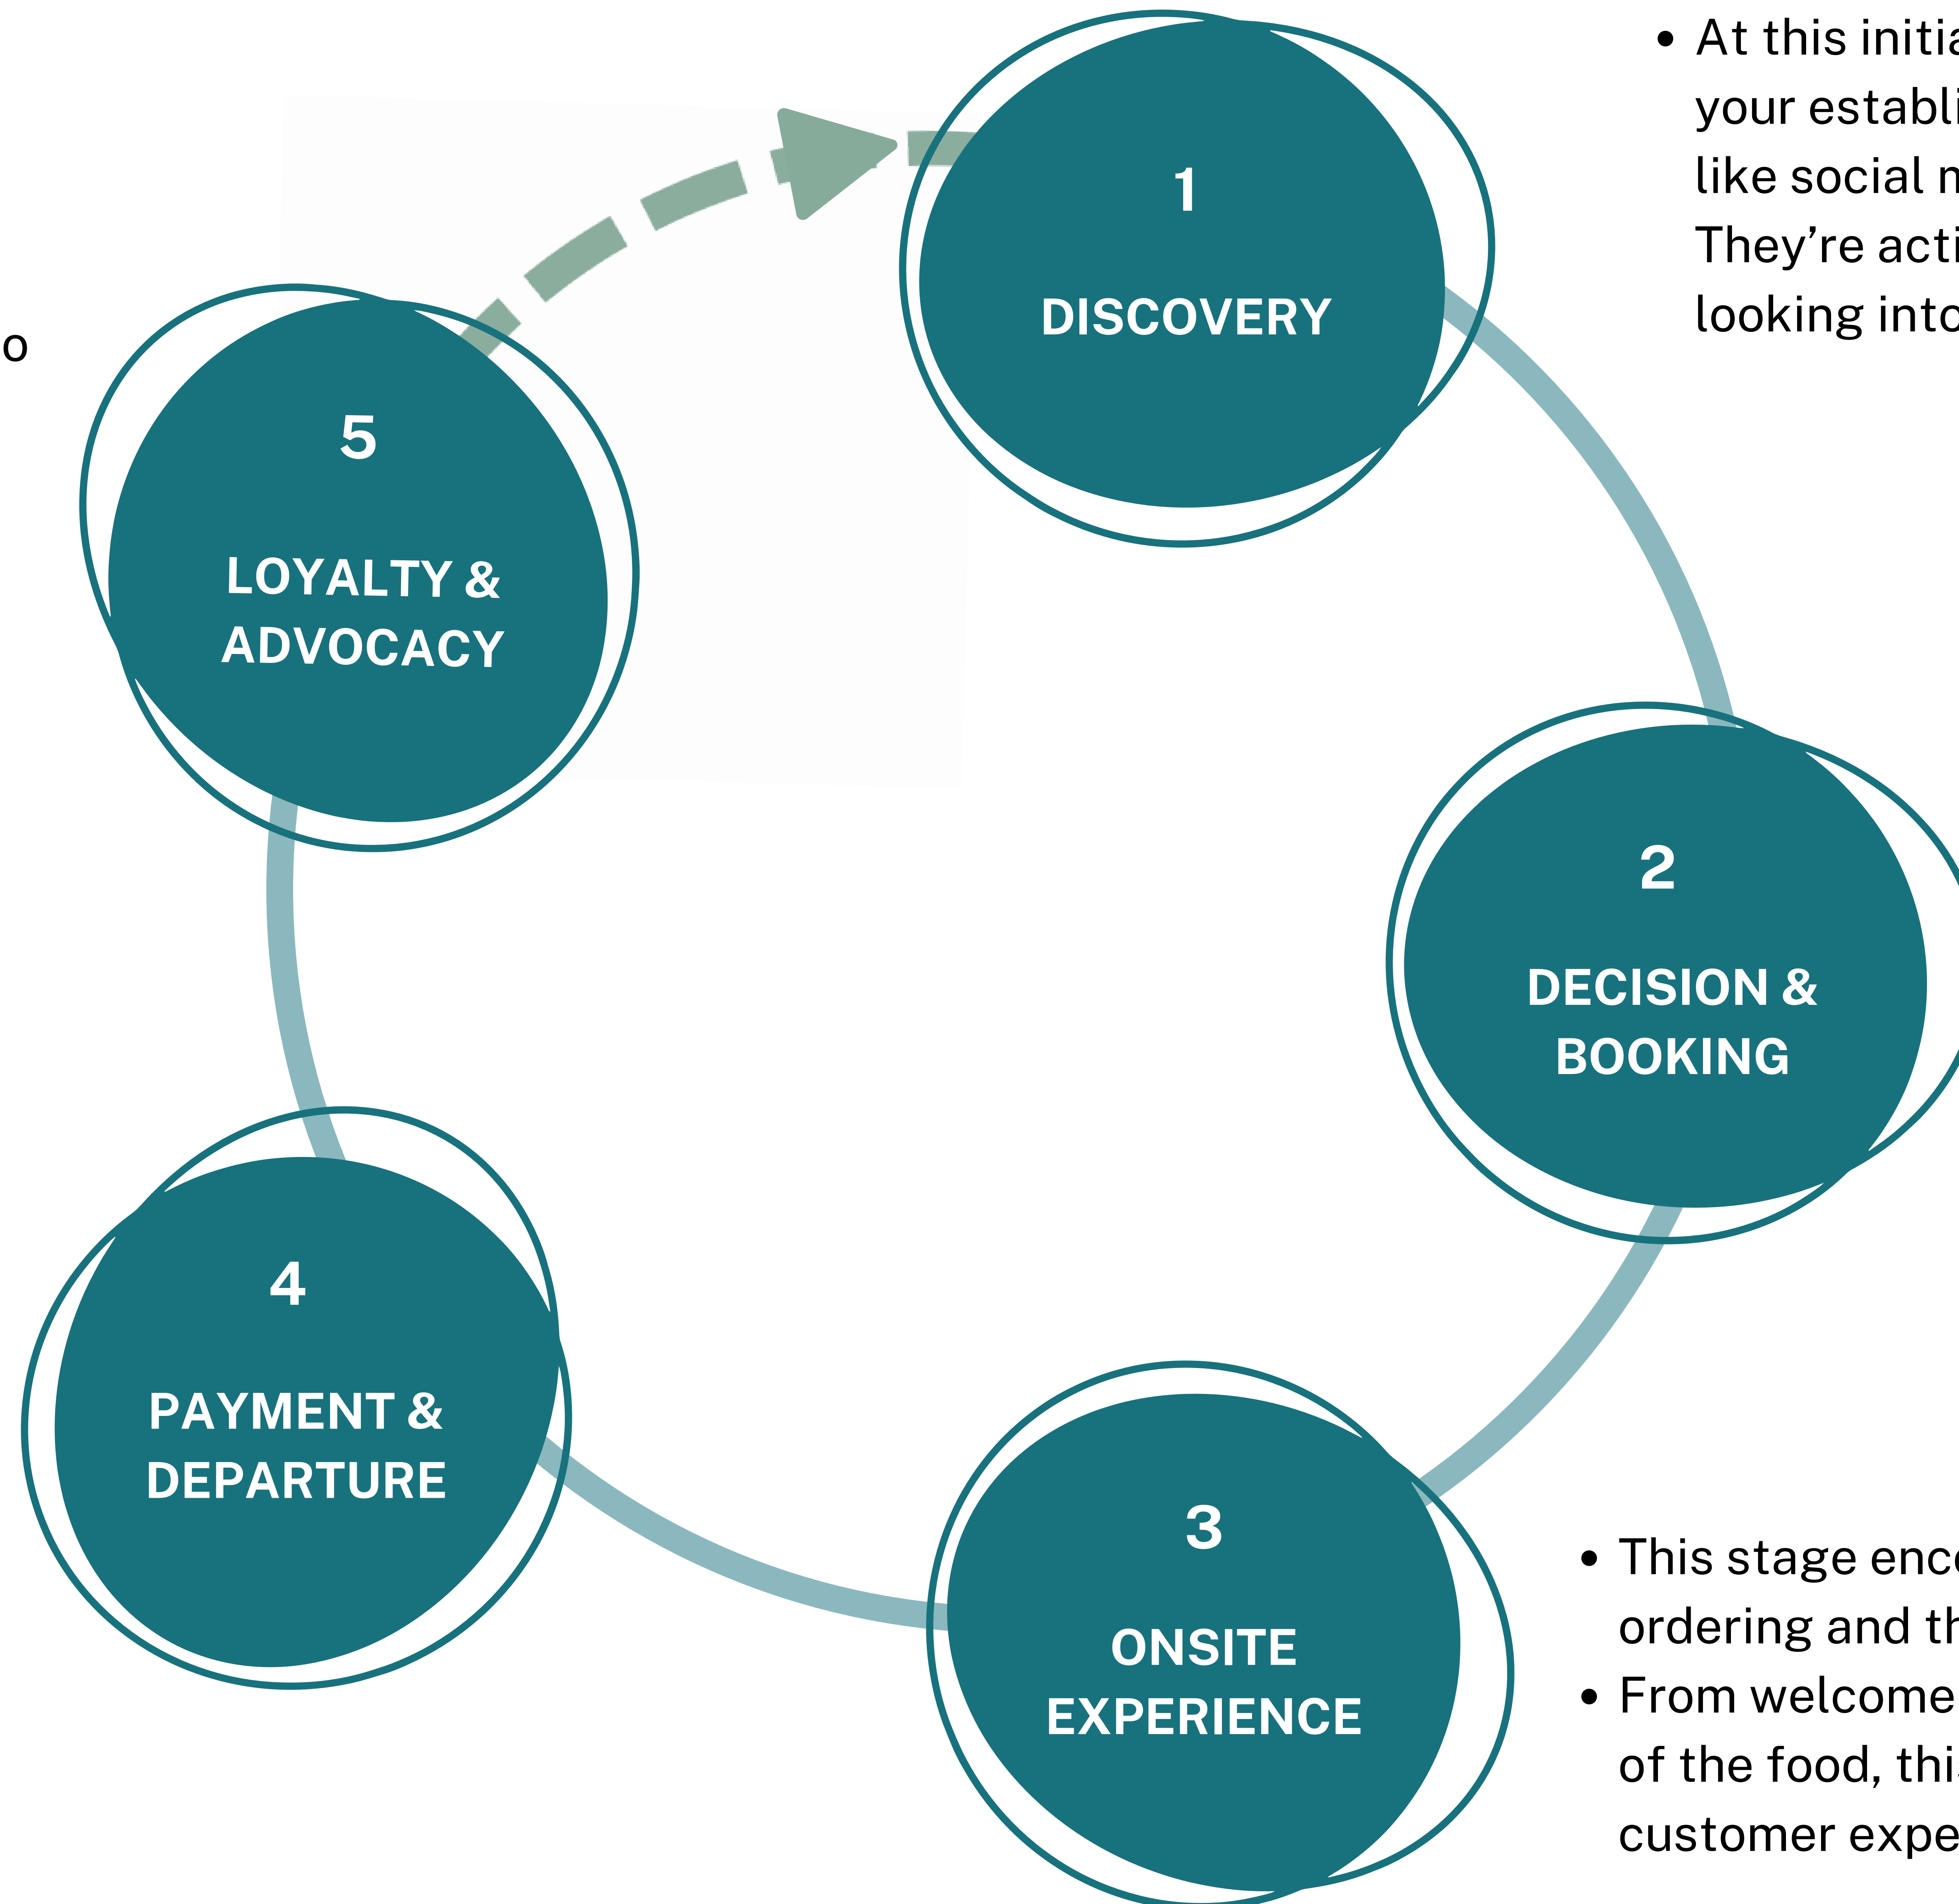 • At this initia
your establi
like social
They're acti
looking into
o
1
DISCOVERY
5
LOYALTY &
ADVOCACY
2
DECISION &
BOOKING
4
PAYMENT &
DEPARTURE
3
ONSITE
EXPERIENCE
• This stage enc
ordering and th
• From welcome
of the food, this
customer expe